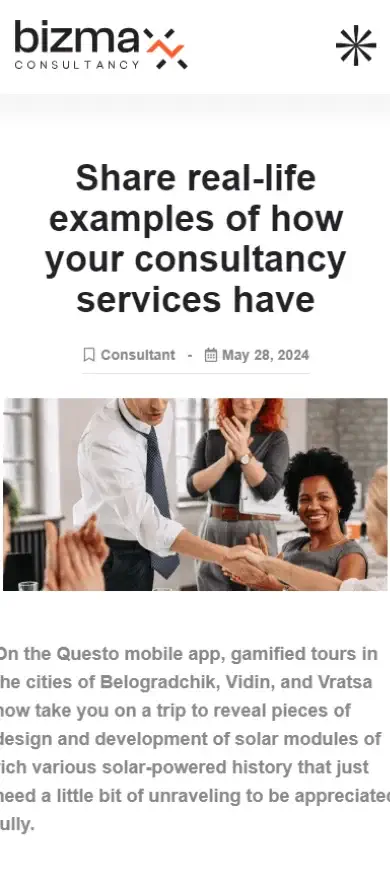 bizmax
CONSULTANCY
Share real-life
examples of how
your consultancy
services have
Consultant - May 28, 2024
On the Questo mobile app, gamified tours in
the cities of Belogradchik, Vidin, and Vratsa
now take you on a trip to reveal pieces of
design and development of solar modules of
rich various solar-powered history that just
need a little bit of unraveling to be appreciated
fully.